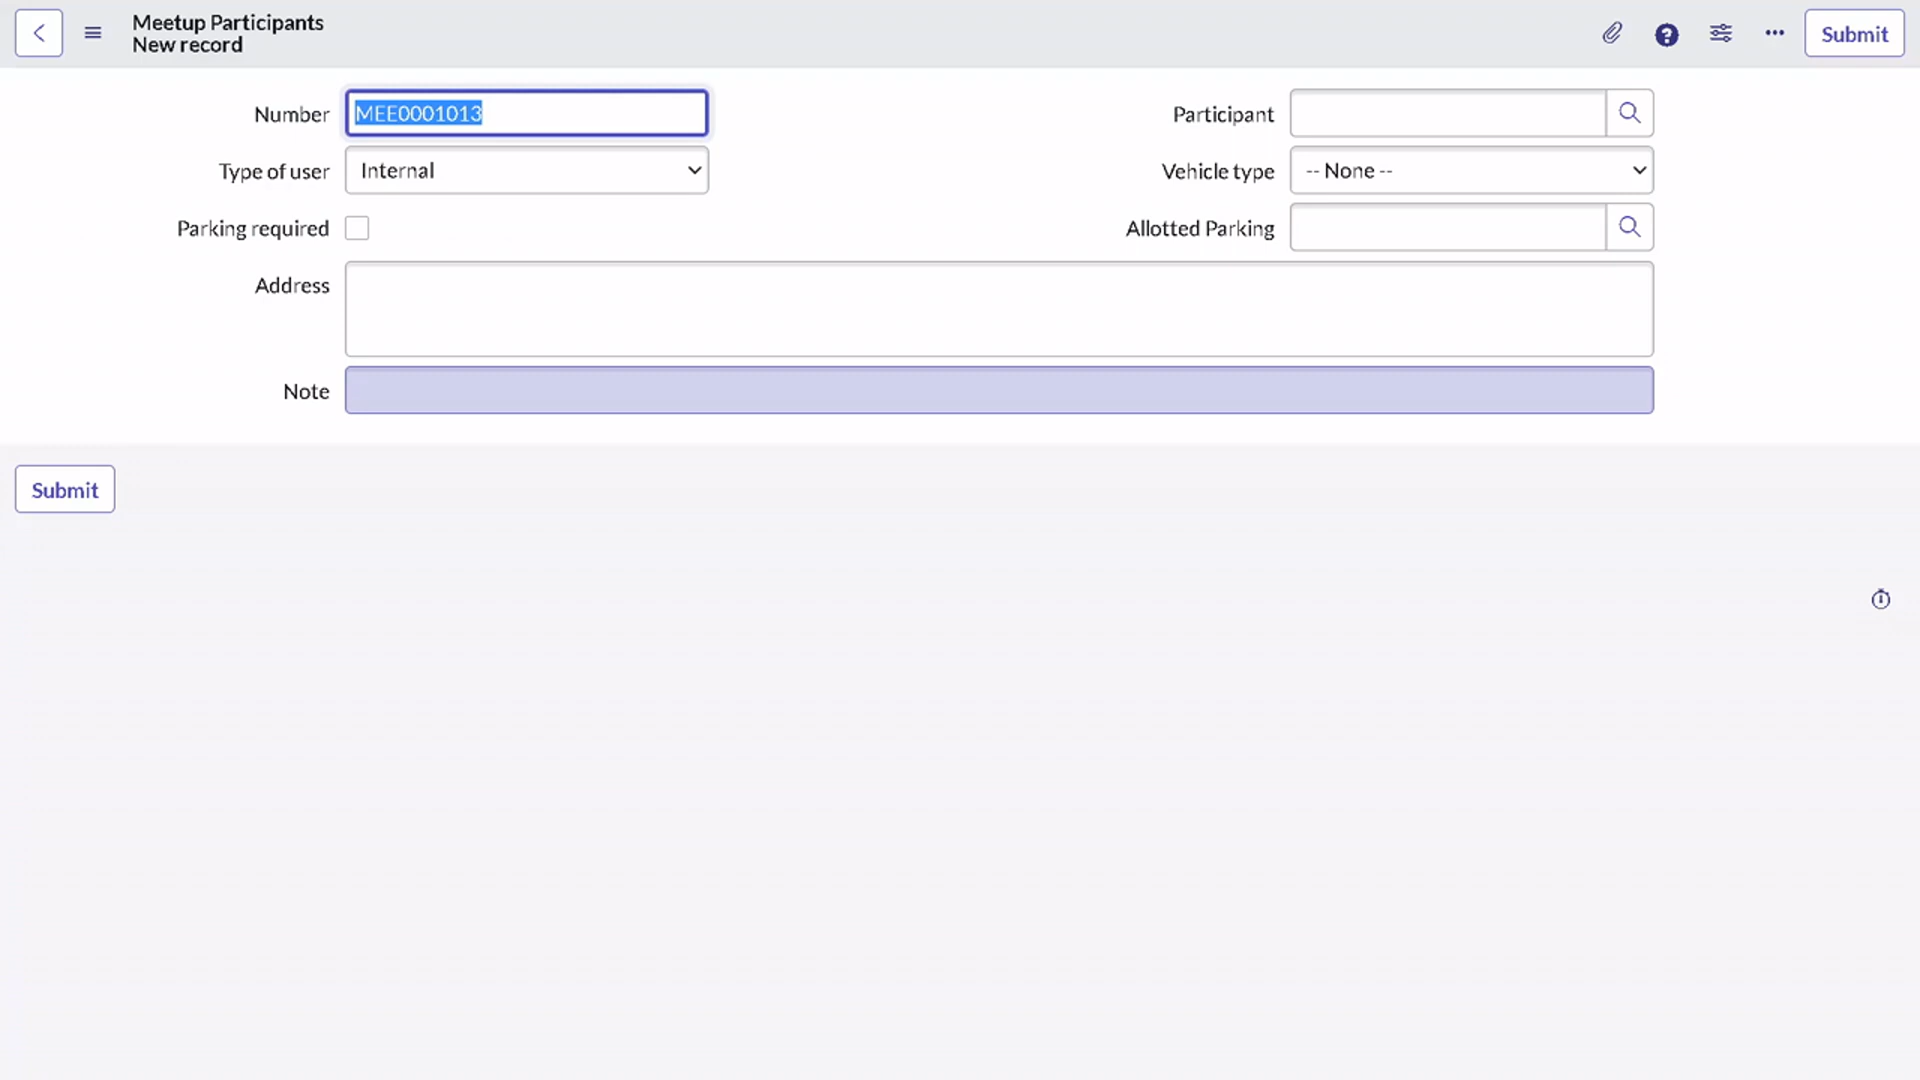 Meetup Participants
New record
Submit
Number MEE0001013
Participant
Type of user Internal
Vehicle type -- None --
Parking required
Allotted Parking
Address
Note
Submit